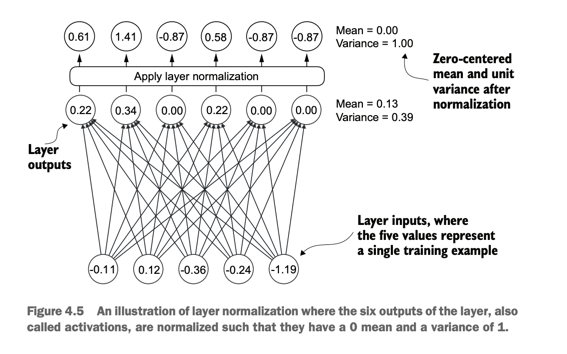 0.61 1.41 -0.87 0.58 -0.87 -0.87
Mean = 0.00
Variance = 1.00
Zero-centered
mean and unit
variance after
normalization
Apply layer normalization
0.22 0.34 0.00 0.22 0.00 0.00
Mean = 0.13
Variance = 0.39
Layer
outputs
Layer inputs, where
the five values represent
a single training example
-0.11 0.12 -0.36 -0.24 -1.19
Figure 4.5 An illustration of layer normalization where the six outputs of the layer, also
called activations, are normalized such that they have a 0 mean and a variance of 1.